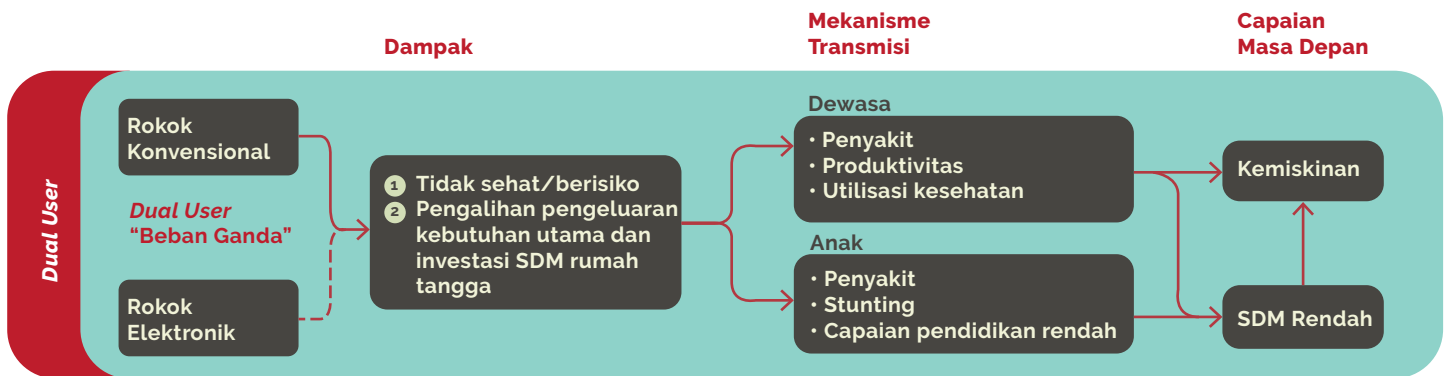 Dampak
Mekanisme
Transmisi
Capaian
Masa Depan
Dual User
Rokok
Konvensional
Dual User
“Beban Ganda”
Rokok
Elektronik
1 Tidak sehat/berisiko
2 Pengalihan pengeluaran
kebutuhan utama dan
investasi SDM rumah
tangga
Dewasa
• Penyakit
• Produktivitas
• Utilisasi kesehatan
Anak
• Penyakit
• Stunting
• Capaian pendidikan rendah
Kemiskinan
SDM Rendah